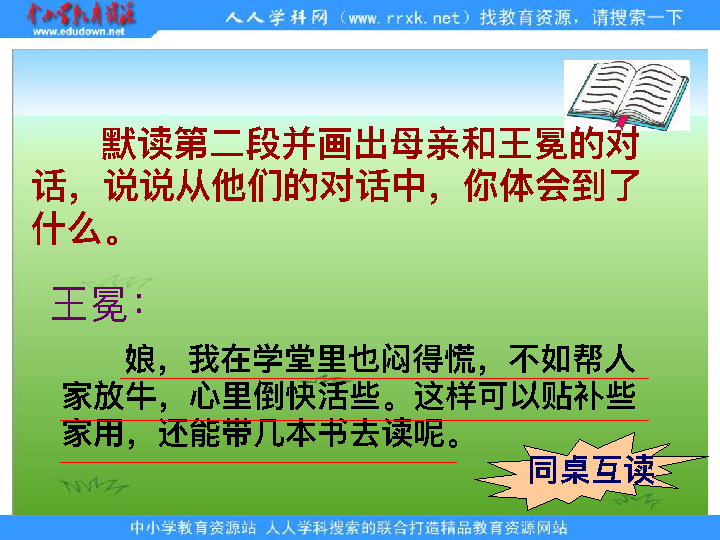 中小学教育资源
www.edudown.net
人人学科网（www.rrxk.net）找教育资源，请搜索一下
默读第二段并画出母亲和王冕的对
话，说说从他们的对话中，你体会到了
什么。
王冕：
娘，我在学堂里也闷得慌，不如帮人
家放牛，心里倒快活些。这样可以贴补些
家用，还能带几本书去读呢。
同桌互读
中小学教育资源站 人人学科搜索的联合打造精品教育资源网站